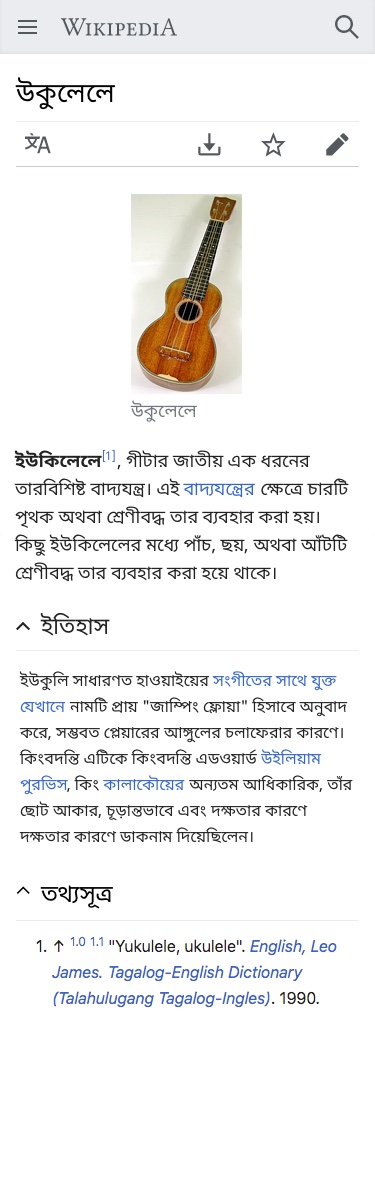 WIKIPEDIA
উকুলেলে
উকুলেলে
ইউকিলেলে[1], গীটার জাতীয় এক ধরনের
তারবিশিষ্ট বাদ্যযন্ত্র। এই বাদ্যযন্ত্রের ক্ষেত্রে চারটি
পৃথক অথবা শ্রেণীবদ্ধ তার ব্যবহার করা হয়।
কিছু ইউকিলেলের মধ্যে পাঁচ, ছয়, অথবা আঁটটি
শ্রেণীবদ্ধ তার ব্যবহার করা হয়ে থাকে।
ইতিহাস
ইউকুলি সাধারণত হাওয়াইয়ের সংগীতের সাথে যুক্ত
যেখানে নামটি প্রায় "জাম্পিং ফ্লোয়া" হিসাবে অনুবাদ
করে, সম্ভবত প্লেয়ারের আঙ্গুলের চলাফেরার কারণে।
কিংবদন্তি এটিকে কিংবদন্তি এডওয়ার্ড উইলিয়াম
পুরভিস, কিং কালাকৌয়ের অন্যতম আধিকারিক, তাঁর
ছোট আকার, চূড়ান্তভাবে এবং দক্ষতার কারণে
দক্ষতার কারণে ডাকনাম দিয়েছিলেন।
তথ্যসূত্র
1. ↑ 1.0 1.1 "Yukulele, ukulele". English, Leo
James. Tagalog-English Dictionary
(Talahulugang Tagalog-Ingles). 1990.